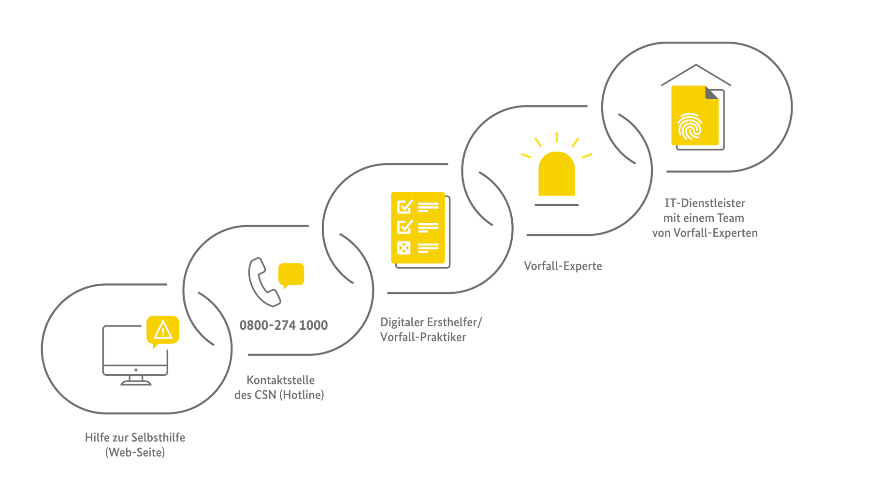 Hilfe zur Selbsthilfe
(Web-Seite)
0800-274 1000
Kontaktstelle
des CSN (Hotline)
Digitaler Ersthelfer/
Vorfall-Praktiker
Vorfall-Experte
IT-Dienstleister
mit einem Team
von Vorfall-Experten